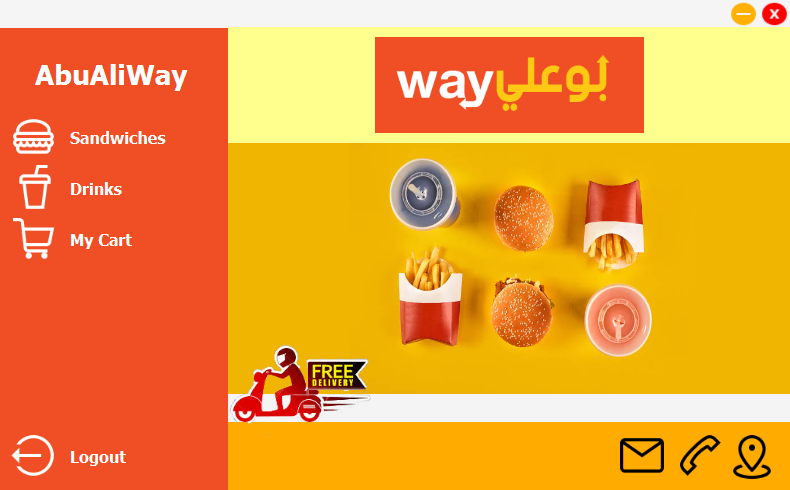 X
AbuAliWay
wayبوعلي
Sandwiches
Drinks
My Cart
FREE
DELIVERY
Logout